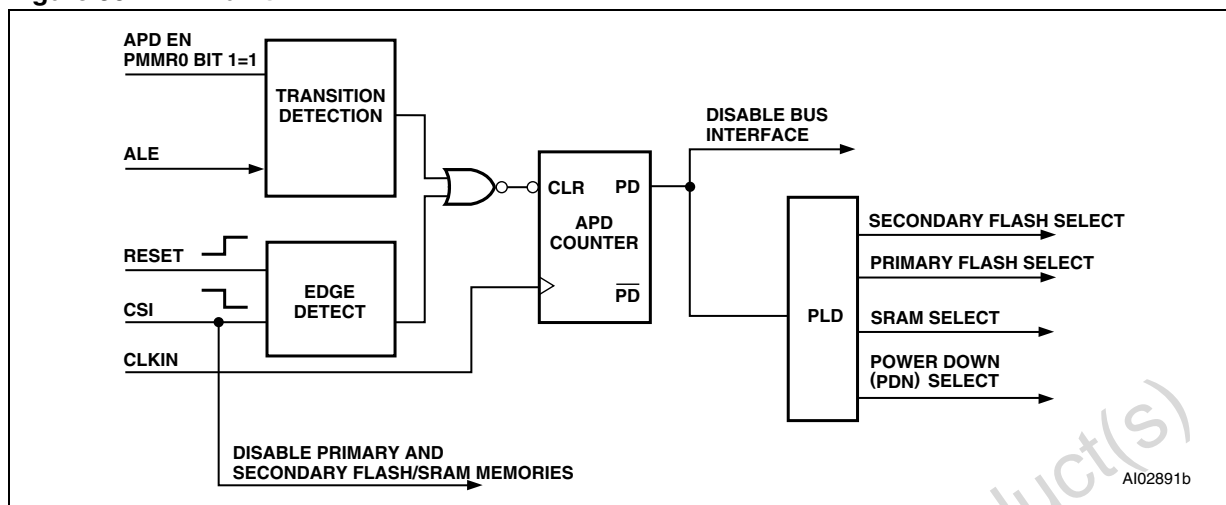 APD EN
PMMR0 BIT 1=1
TRANSITION
DETECTION
ALE
DISABLE BUS
INTERFACE
CLR PD
APD
COUNTER
PD
RESET
EDGE
DETECT
CSI
CLKIN
PLD
SECONDARY FLASH SELECT
PRIMARY FLASH SELECT
SRAM SELECT
POWER DOWN
(PDN) SELECT
DISABLE PRIMARY AND
SECONDARY FLASH/SRAM MEMORIES
AI02891b